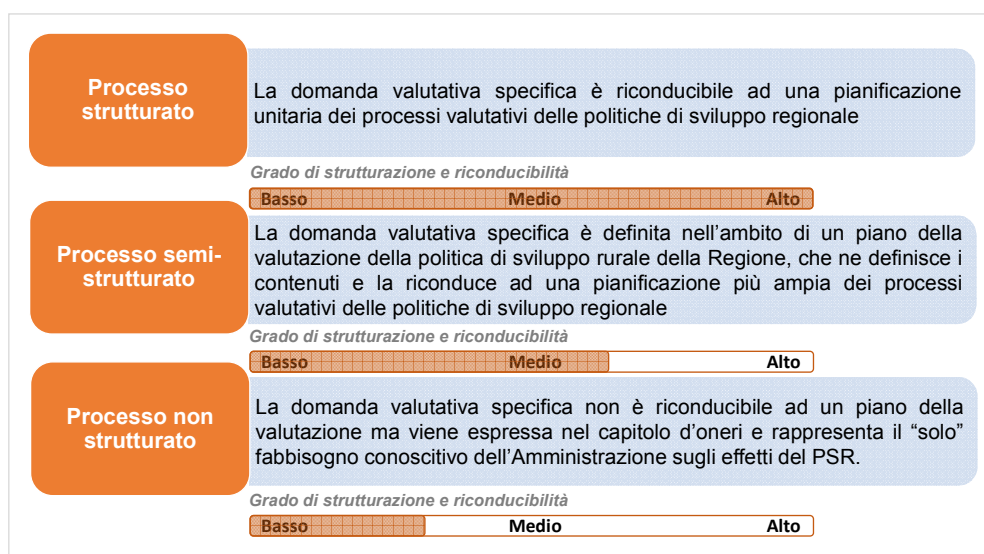 Processo
strutturato
La domanda valutativa specifica è riconducibile ad una pianificazione
unitaria dei processi valutativi delle politiche di sviluppo regionale
Grado di strutturazione e riconducibilità
Basso Medio Alto
Processo semi-
strutturato
La domanda valutativa specifica è definita nell’ambito di un piano della
valutazione della politica di sviluppo rurale della Regione, che ne definisce i
contenuti e la riconduce ad una pianificazione più ampia dei processi
valutativi delle politiche di sviluppo regionale
Grado di strutturazione e riconducibilità
Basso Medio Alto
Processo non
strutturato
La domanda valutativa specifica non è riconducibile ad un piano della
valutazione ma viene espressa nel capitolo d’oneri e rappresenta il “solo”
fabbisogno conoscitivo dell’Amministrazione sugli effetti del PSR.
Grado di strutturazione e riconducibilità
Basso Medio Alto